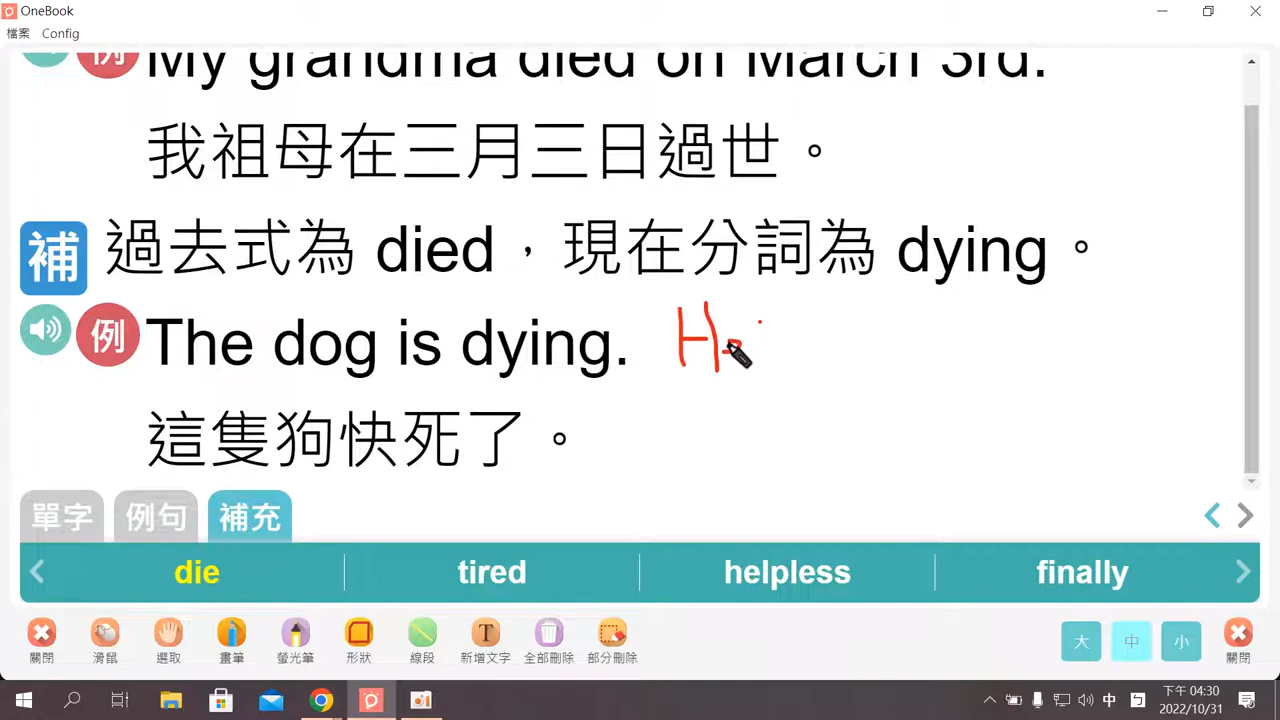 OneBook
檔案 Config
例 My grandma died on March 3rd.
我祖母在三月三日過世。
補 過去式為 died，現在分詞為 dying。
例 The dog is dying. H
這隻狗快死了。
單字 例句 補充
die tired helpless finally
關閉 滑鼠 選取 畫筆 螢光筆 形狀 線段 新增文字 全部刪除 部分刪除 大 中 小 關閉
中 下午 04:30
2022/10/31